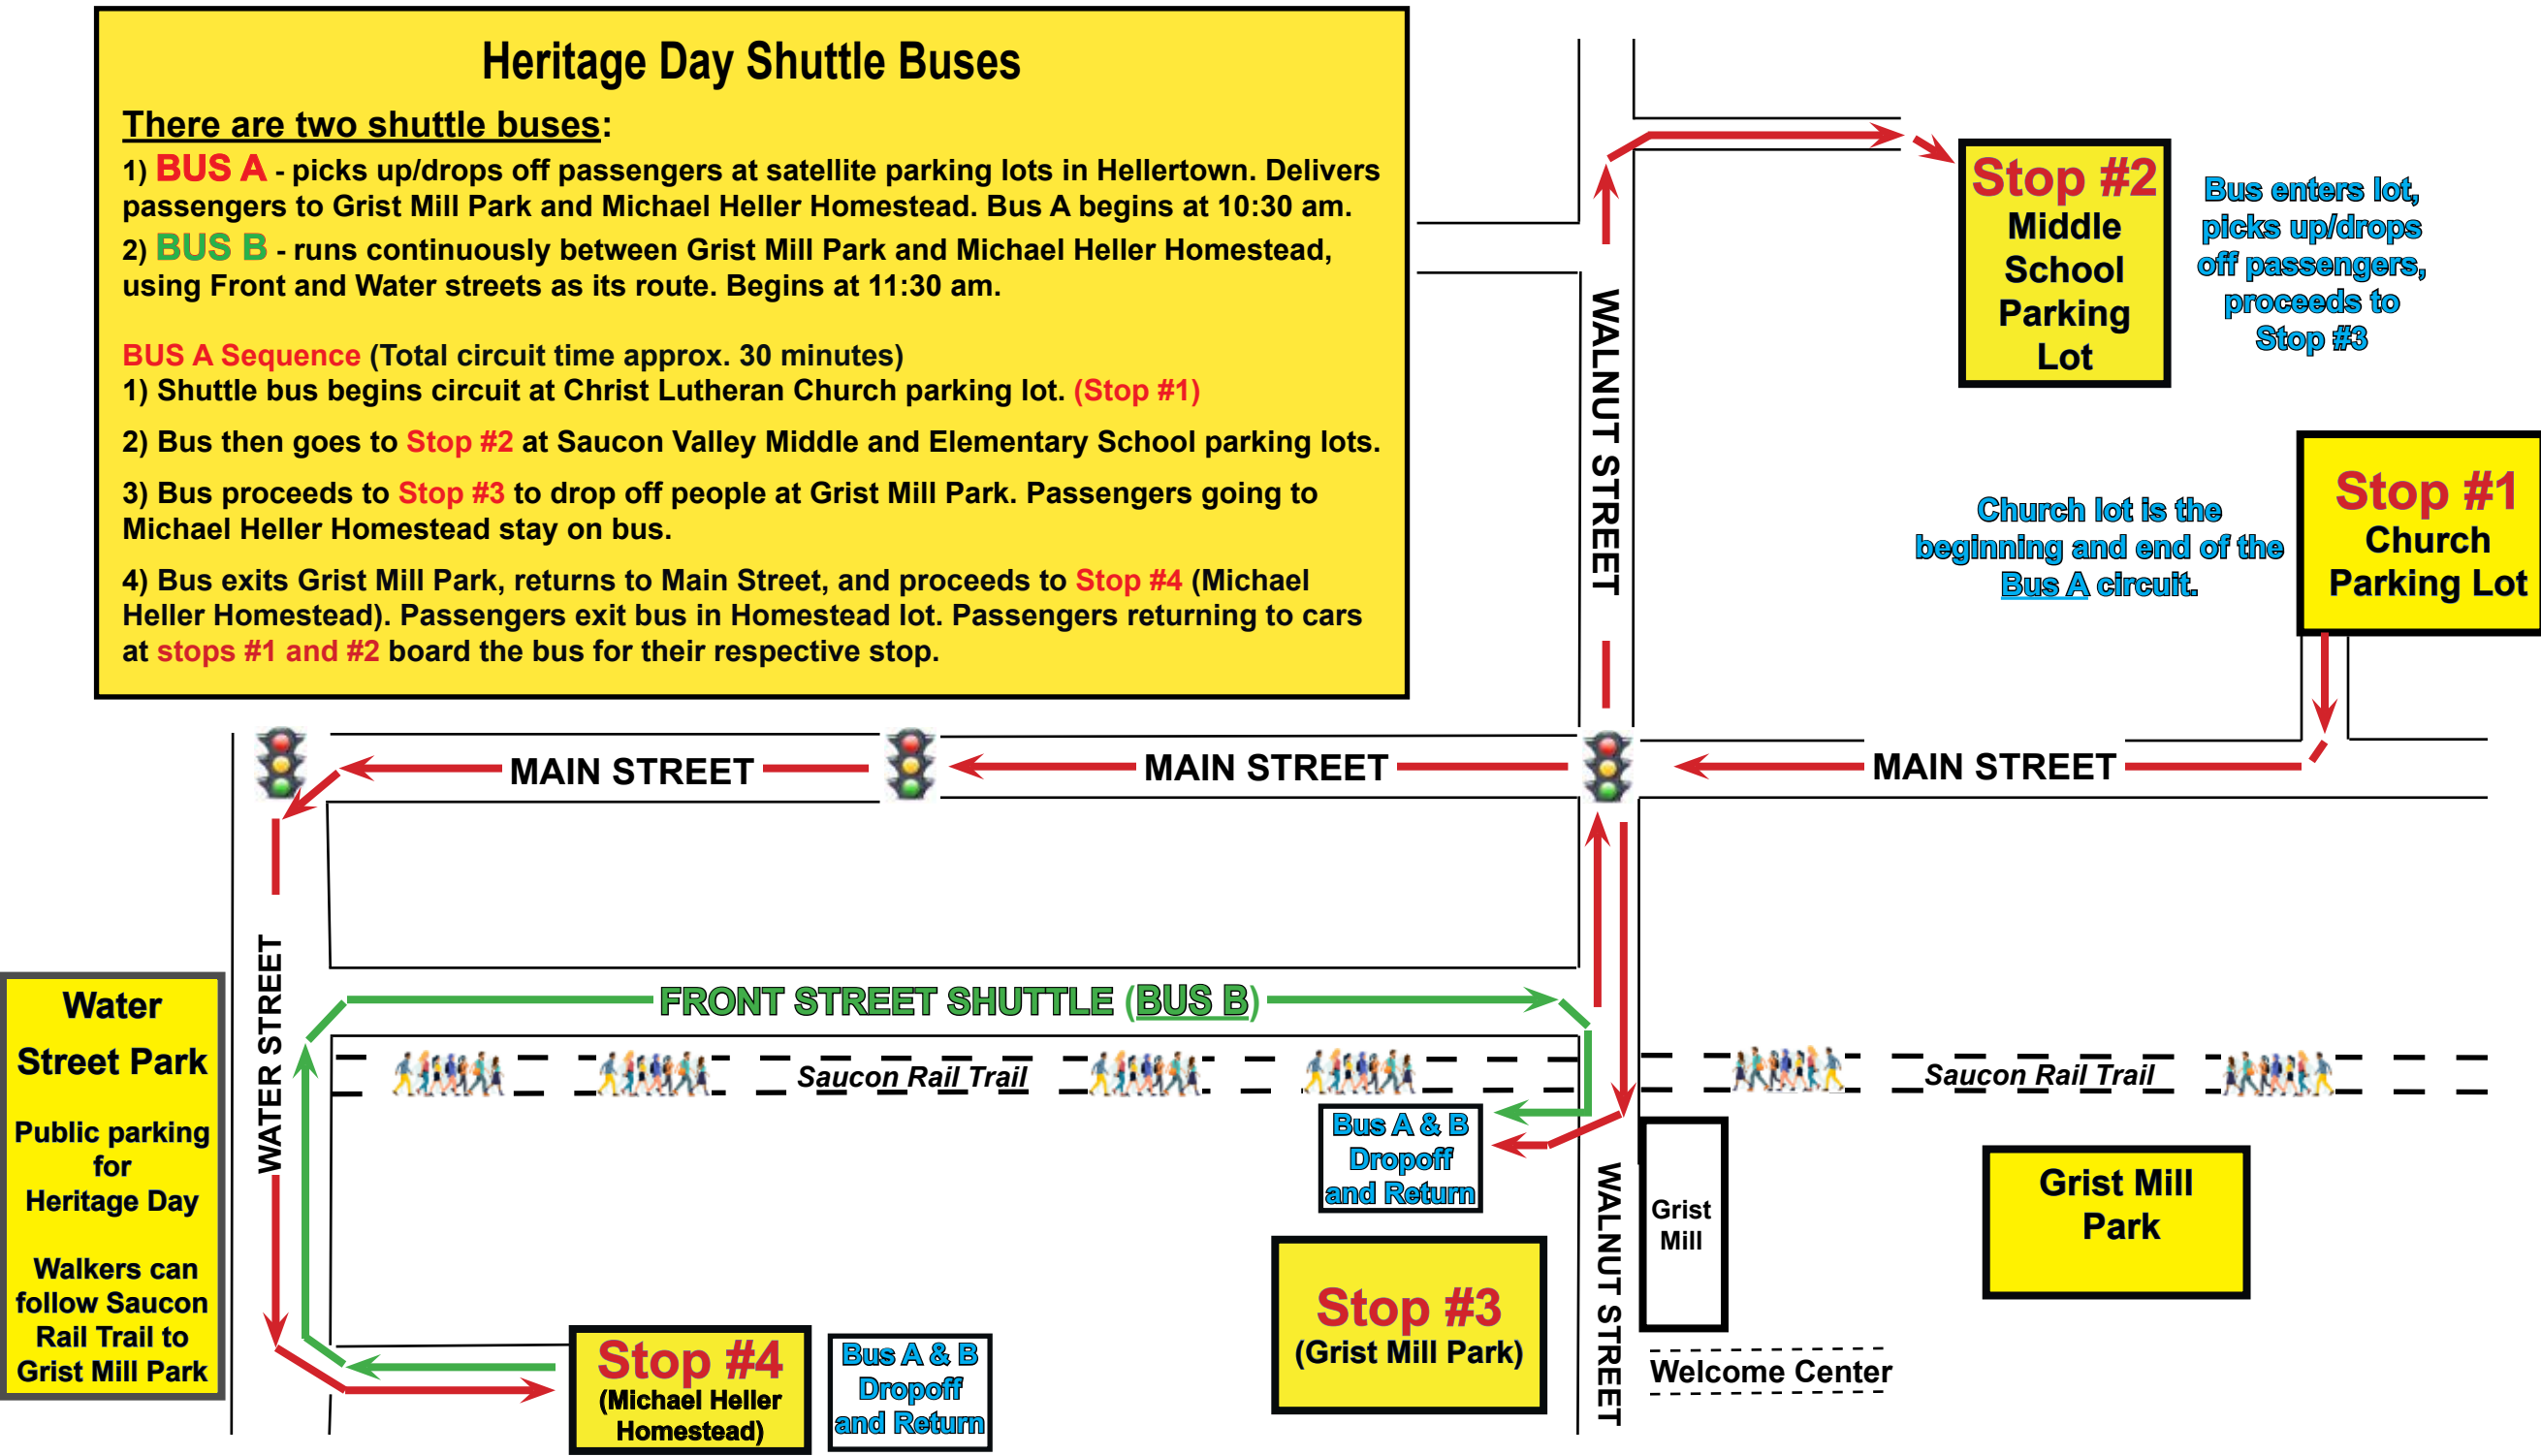 Heritage Day Shuttle Buses
There are two shuttle buses:
1) BUS A - picks up/drops off passengers at satellite parking lots in Hellertown. Delivers
passengers to Grist Mill Park and Michael Heller Homestead. Bus A begins at 10:30 am.
2) BUS B - runs continuously between Grist Mill Park and Michael Heller Homestead,
using Front and Water streets as its route. Begins at 11:30 am.
BUS A Sequence (Total circuit time approx. 30 minutes)
1) Shuttle bus begins circuit at Christ Lutheran Church parking lot. (Stop #1)
2) Bus then goes to Stop #2 at Saucon Valley Middle and Elementary School parking lots.
3) Bus proceeds to Stop #3 to drop off people at Grist Mill Park. Passengers going to
Michael Heller Homestead stay on bus.
4) Bus exits Grist Mill Park, returns to Main Street, and proceeds to Stop #4 (Michael
Heller Homestead). Passengers exit bus in Homestead lot. Passengers returning to cars
at stops #1 and #2 board the bus for their respective stop.
WALNUT STREET
Stop #2
Middle
School
Parking
Lot
Bus enters lot,
picks up/drops
off passengers,
proceeds to
Stop #3
Church lot is the
beginning and end of the
Bus A circuit.
Stop #1
Church
Parking Lot
MAIN STREET
MAIN STREET
MAIN STREET
WATER STREET
FRONT STREET SHUTTLE (BUS B)
Saucon Rail Trail
Saucon Rail Trail
Water
Street Park
Public parking
for
Heritage Day
Walkers can
follow Saucon
Rail Trail to
Grist Mill Park
Bus A & B
Dropoff
and Return
Stop #3
(Grist Mill Park)
WALNUT STREET
Grist
Mill
Grist Mill
Park
Welcome Center
Stop #4
(Michael Heller
Homestead)
Bus A & B
Dropoff
and Return